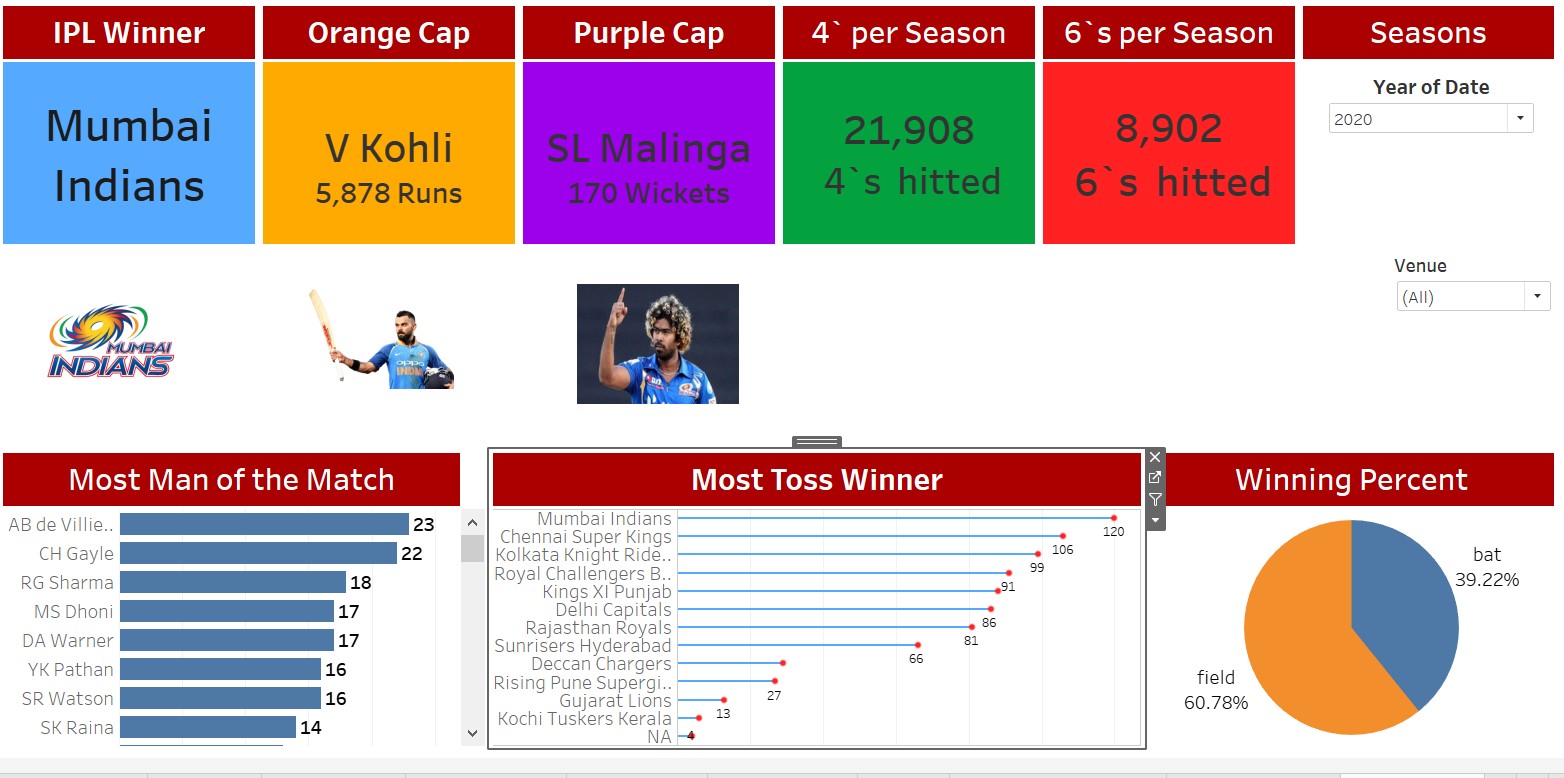 IPL Winner
Orange Cap
Purple Cap
4` per Season
6`s per Season
Seasons
Mumbai
Indians
V Kohli
5,878 Runs
SL Malinga
170 Wickets
21,908
4`s hitted
8,902
6`s hitted
Year of Date
2020
Venue
(All)
MUMBAI
INDIANS
oppo
INDIA
Most Man of the Match
AB de Villie.. 23
CH Gayle 22
RG Sharma 18
MS Dhoni 17
DA Warner 17
YK Pathan 16
SR Watson 16
SK Raina 14
Most Toss Winner
Mumbai Indians 120
Chennai Super Kings 106
Kolkata Knight Ride.. 99
Royal Challengers B.. 91
Kings XI Punjab
Delhi Capitals 86
Rajasthan Royals 81
Sunrisers Hyderabad 66
Deccan Chargers
Rising Pune Supergi.. 27
Gujarat Lions 13
Kochi Tuskers Kerala
NA 4
Winning Percent
bat
39.22%
field
60.78%